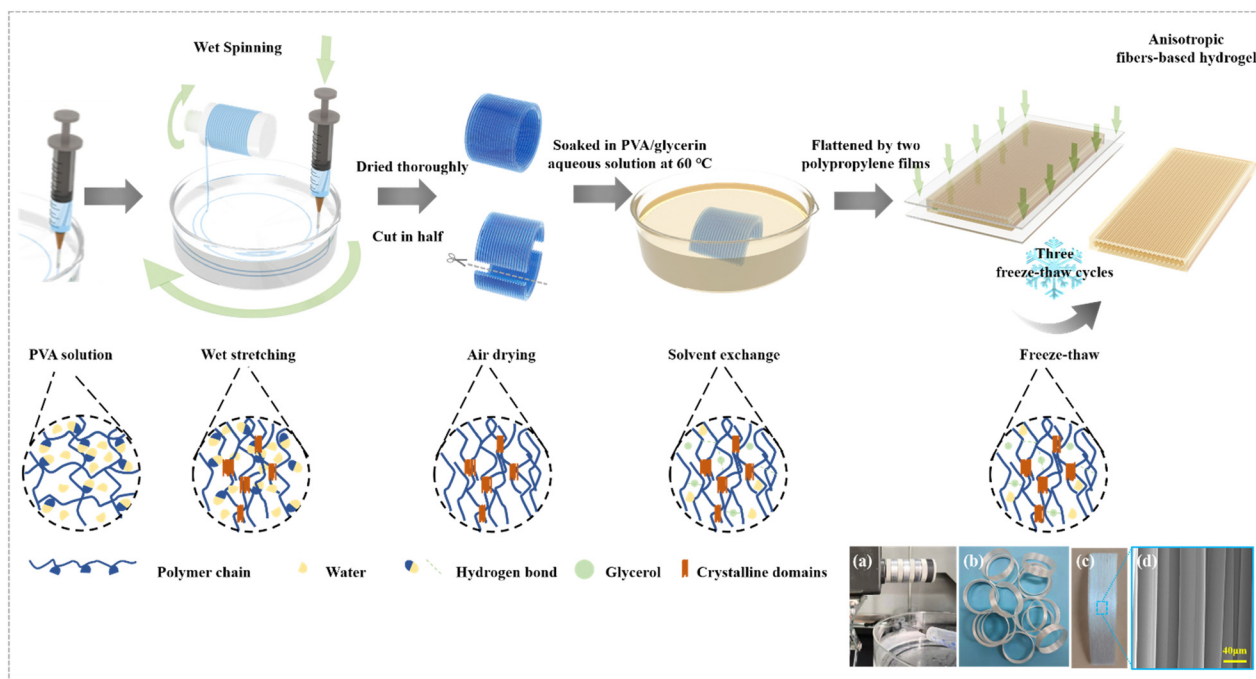 Wet Spinning
Anisotropic
fibers-based hydrogel
Dried thoroughly
Cut in half
Soaked in PVA/glycerin
aqueous solution at 60 ℃
Flattened by two
polypropylene films
Three
freeze-thaw cycles
PVA solution
Wet stretching
Air drying
Solvent exchange
Freeze-thaw
Polymer chain
Water
Hydrogen bond
Glycerol
Crystalline domains
(a)
(b)
(c)
(d)
40μm